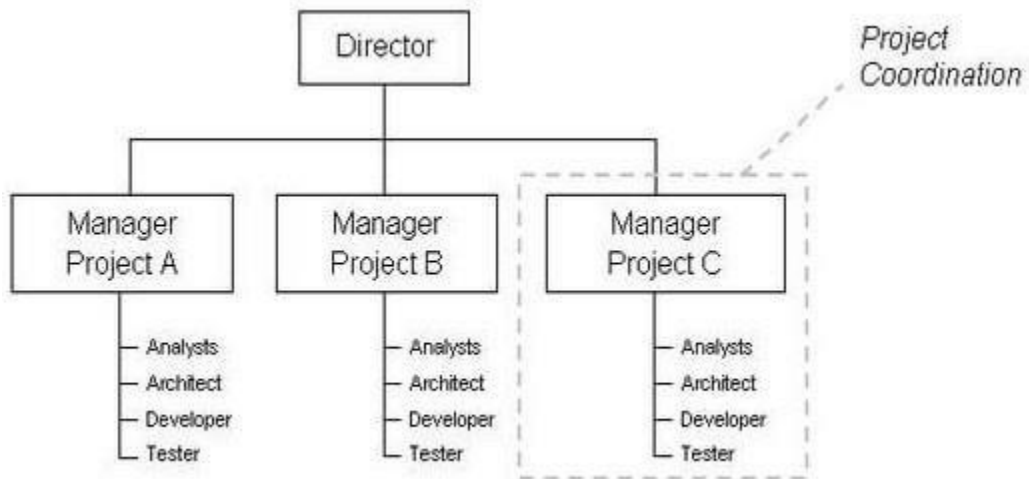 Director
Project
Coordination
Manager
Project A
Manager
Project B
Manager
Project C
Analysts
Architect
Developer
Tester
Analysts
Architect
Developer
Tester
Analysts
Architect
Developer
Tester